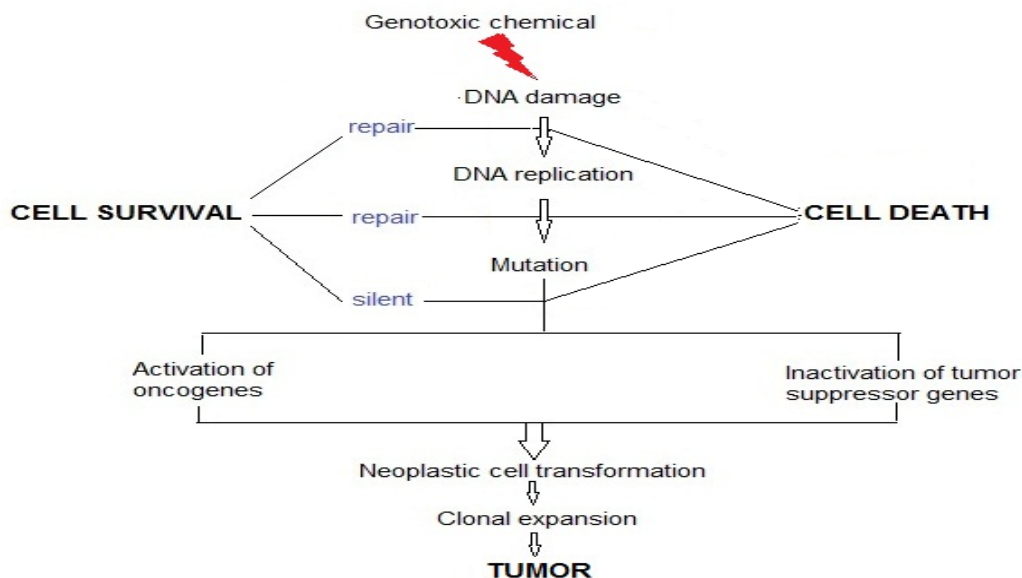 Genotoxic chemical
DNA damage
repair
DNA replication
CELL SURVIVAL
repair
CELL DEATH
Mutation
silent
Activation of
oncogenes
Inactivation of tumor
suppressor genes
Neoplastic cell transformation
Clonal expansion
TUMOR